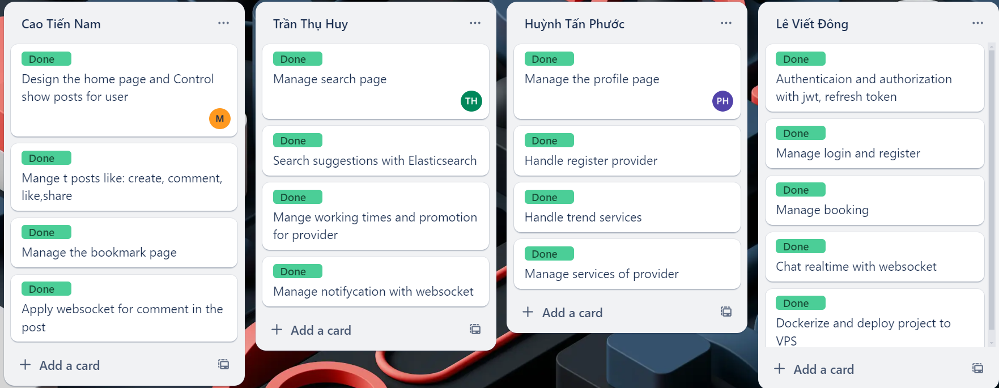 Cao Tiến Nam
Done
Design the home page and Control
show posts for user
M
Done
Mange t posts like: create, comment,
like,share
Done
Manage the bookmark page
Done
Apply websocket for comment in the
post
Add a card
Trần Thụ Huy
Done
Manage search page
TH
Done
Search suggestions with Elasticsearch
Done
Mange working times and promotion
for provider
Done
Manage notifycation with websocket
Add a card
Huỳnh Tấn Phước
Done
Manage the profile page
PH
Done
Handle register provider
Done
Handle trend services
Done
Manage services of provider
Add a card
Lê Viết Đông
Done
Authenticaion and authorization
with jwt, refresh token
Done
Manage login and register
Done
Manage booking
Done
Chat realtime with websocket
Done
Dockerize and deploy project to
VPS
Add a card